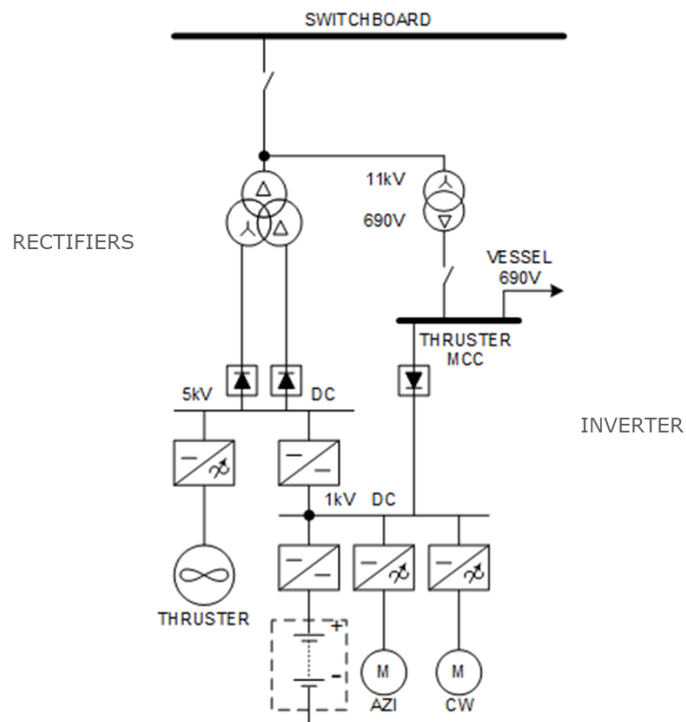 SWITCHBOARD
11kV
690V
RECTIFIERS
VESSEL
690V
THRUSTER
MCC
5kV DC
INVERTER
1kV DC
THRUSTER
+
-
M
M
AZI
CW